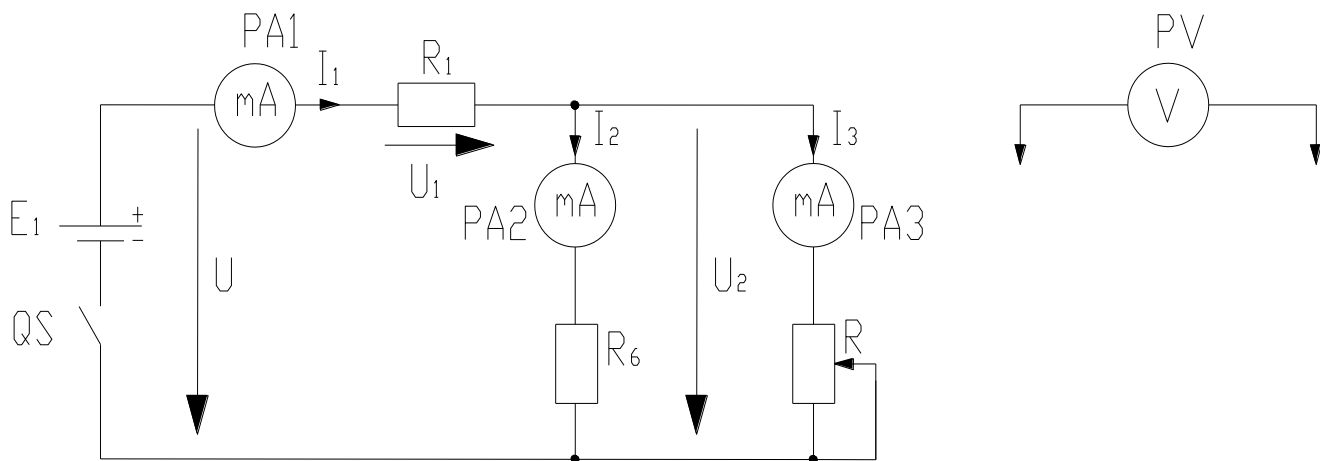 PA1
mA
I1
R1
U1
E1
+
-
QS
U
I2
PA2
mA
R6
U2
I3
mA
PA3
R
PV
V